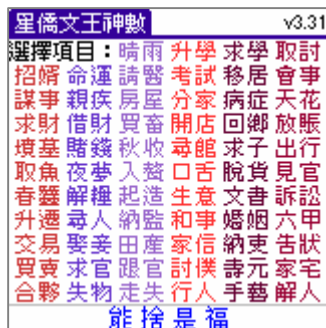 星僑文王神數 v3.31
選擇項目：晴雨 升學 求學 取討
招婿 命運 請醫 考試 移居 會事
謀事 親疾 房屋 分家 病症 天花
求財 借財 買畜 開店 回鄉 放賬
墳墓 賭錢 秋收 尋館 求子 出行
取魚 夜夢 入贅 口舌 脫貨 見官
春蠶 解糧 起造 生意 文書 訴訟
升遷 尋人 納監 和事 婚姻 六甲
交易 娶妾 田產 家信 納吏 告狀
買賣 求官 跟官 討僕 壽元 家宅
合夥 失物 走失 行人 手藝 解人
能捨是福